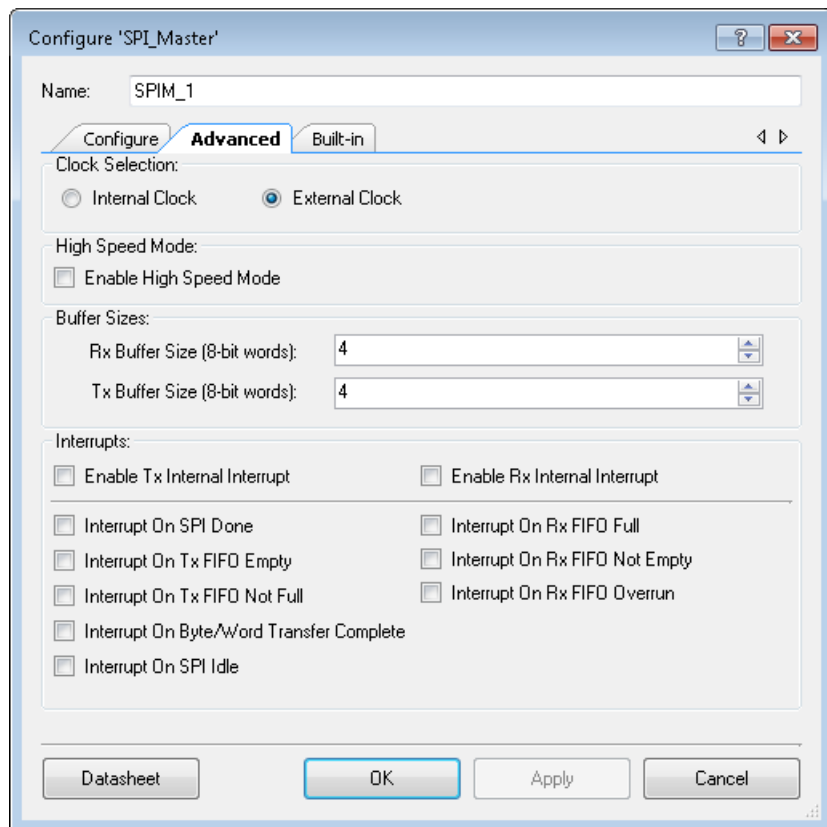 Configure 'SPI_Master'
Name: SPIM_1
Configure Advanced Built-in
Clock Selection:
Internal Clock External Clock
High Speed Mode:
Enable High Speed Mode
Buffer Sizes:
Rx Buffer Size (8-bit words): 4
Tx Buffer Size (8-bit words): 4
Interrupts:
Enable Tx Internal Interrupt Enable Rx Internal Interrupt
Interrupt On SPI Done Interrupt On Rx FIFO Full
Interrupt On Tx FIFO Empty Interrupt On Rx FIFO Not Empty
Interrupt On Tx FIFO Not Full Interrupt On Rx FIFO Overrun
Interrupt On Byte/Word Transfer Complete
Interrupt On SPI Idle
Datasheet OK Apply Cancel